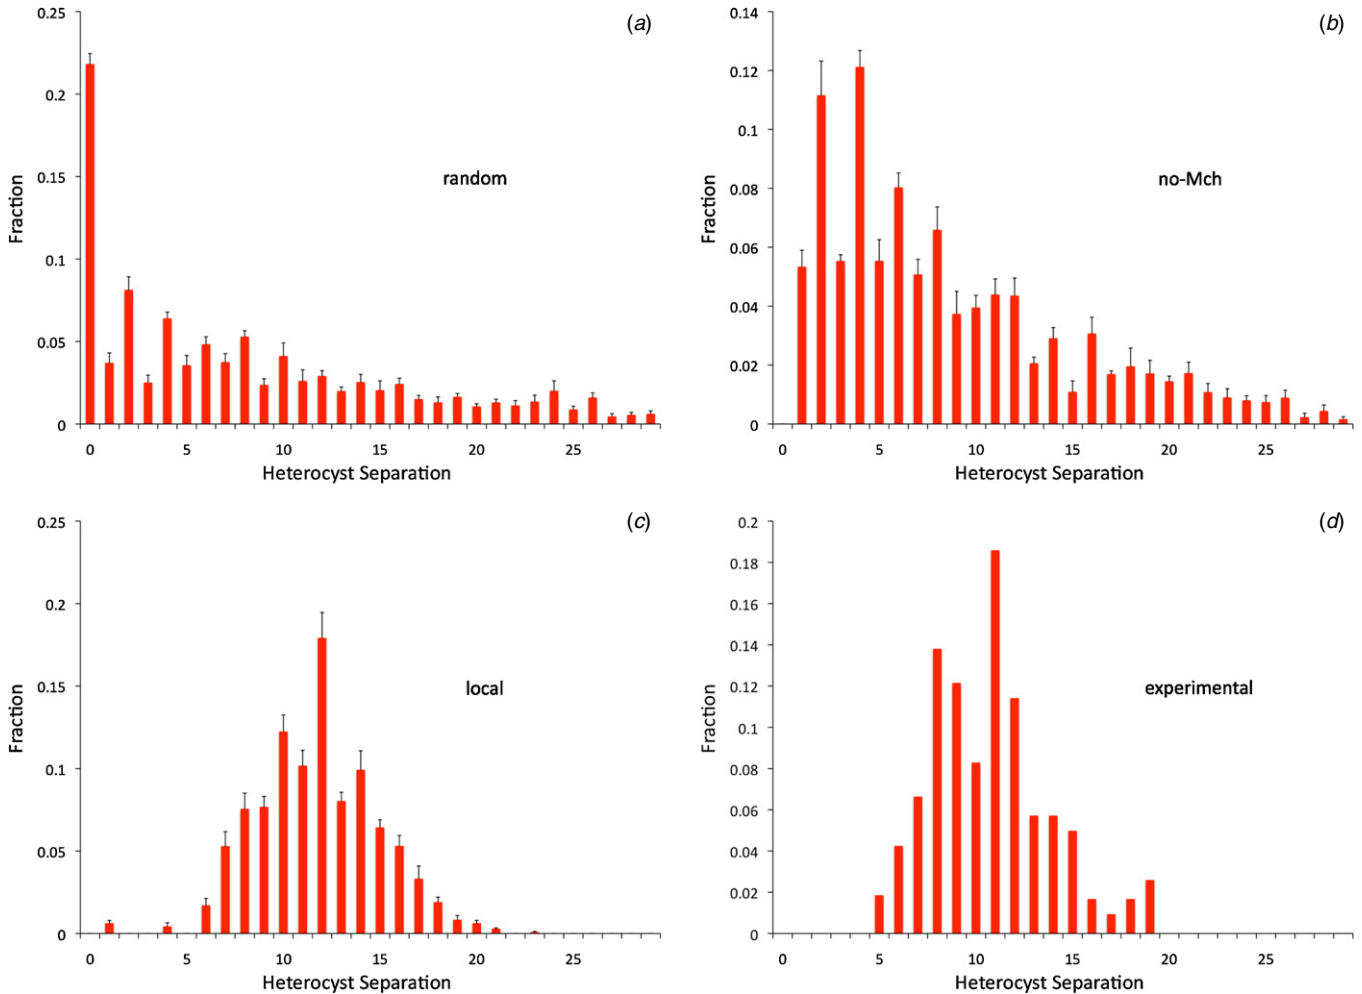 (a)
0.25
0.2
0.15
0.1
0.05
0
Fraction
random
0 5 10 15 20 25
Heterocyst Separation
(b)
0.14
0.12
0.1
0.08
0.06
0.04
0.02
0
Fraction
no-Mch
0 5 10 15 20 25
Heterocyst Separation
(c)
0.25
0.2
0.15
0.1
0.05
0
Fraction
local
0 5 10 15 20 25
Heterocyst Separation
(d)
0.2
0.18
0.16
0.14
0.12
0.1
0.08
0.06
0.04
0.02
0
Fraction
experimental
0 5 10 15 20 25
Heterocyst Separation